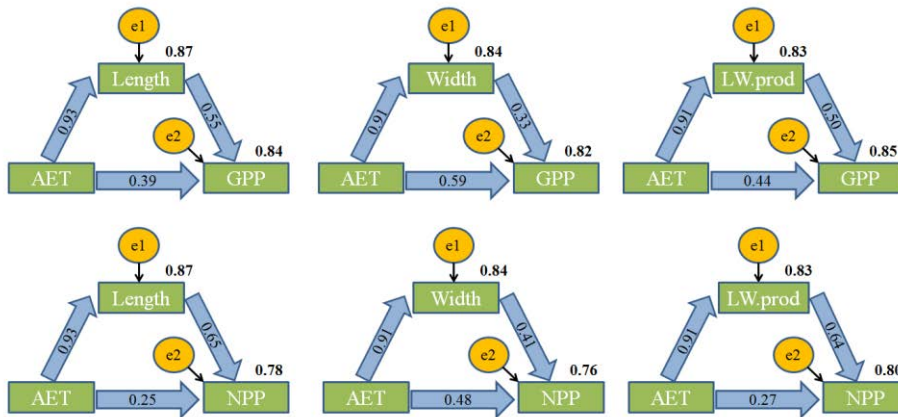 e1
0.87
Length
0.93
0.55
e2
0.84
AET
0.39
GPP
e1
0.84
Width
0.91
0.33
e2
0.82
AET
0.59
GPP
e1
0.83
LW.prod
0.91
0.50
e2
0.85
AET
0.44
GPP
e1
0.87
Length
0.93
0.65
e2
0.78
AET
0.25
NPP
e1
0.84
Width
0.91
0.41
e2
0.76
AET
0.48
NPP
e1
0.83
LW.prod
0.91
0.64
e2
0.80
AET
0.27
NPP